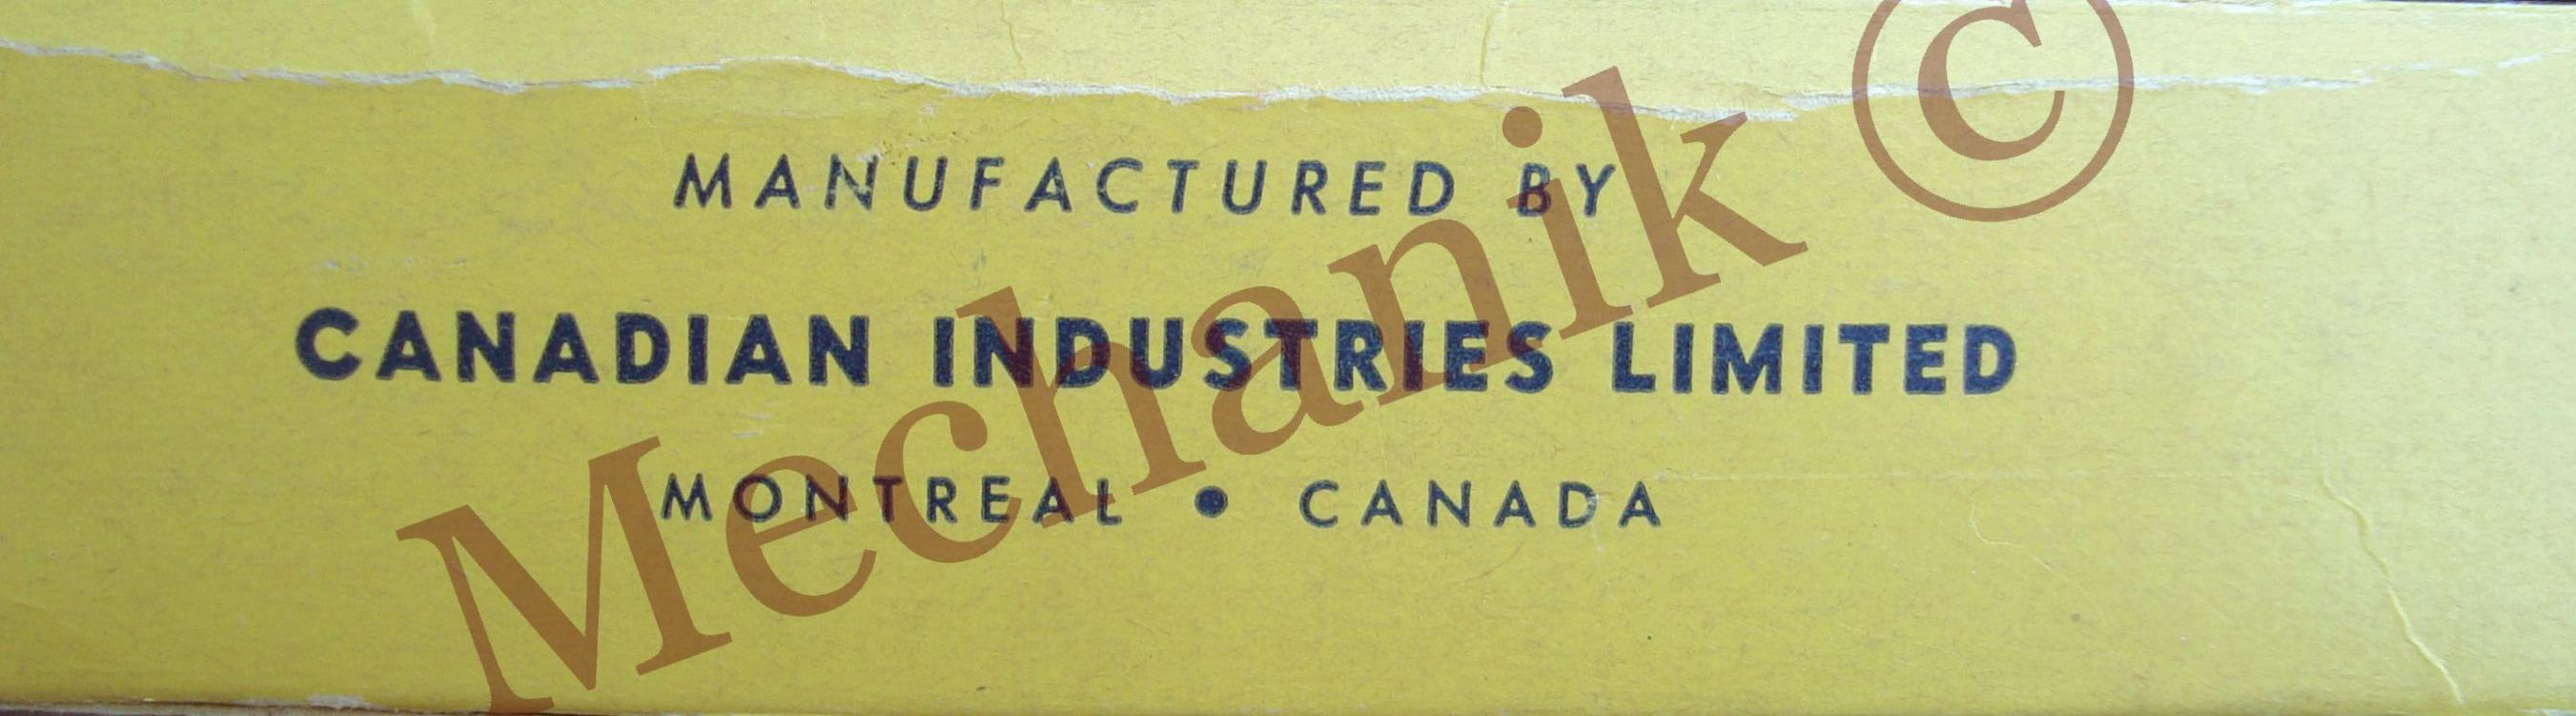 MANUFACTURED BY
CANADIAN INDUSTRIES LIMITED
MONTREAL • CANADA
Mechanik ©